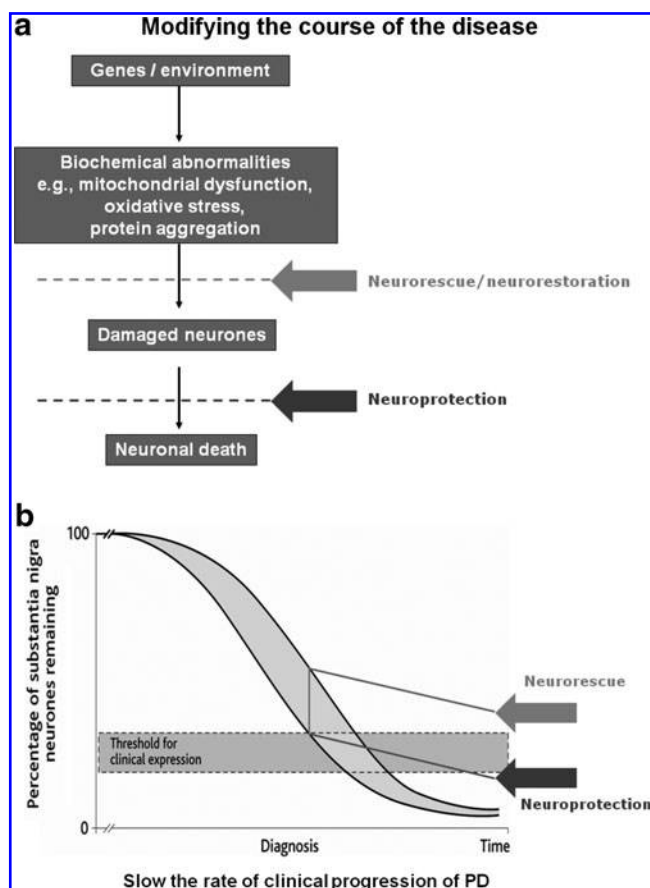 a Modifying the course of the disease
Genes / environment
Biochemical abnormalities
e.g., mitochondrial dysfunction,
oxidative stress,
protein aggregation
Neurorescue/neurorestoration
Damaged neurones
Neuroprotection
Neuronal death
b
100
Percentage of substantia nigra
neurones remaining
Neurorescue
Threshold for
clinical expression
Neuroprotection
0
Diagnosis Time
Slow the rate of clinical progression of PD